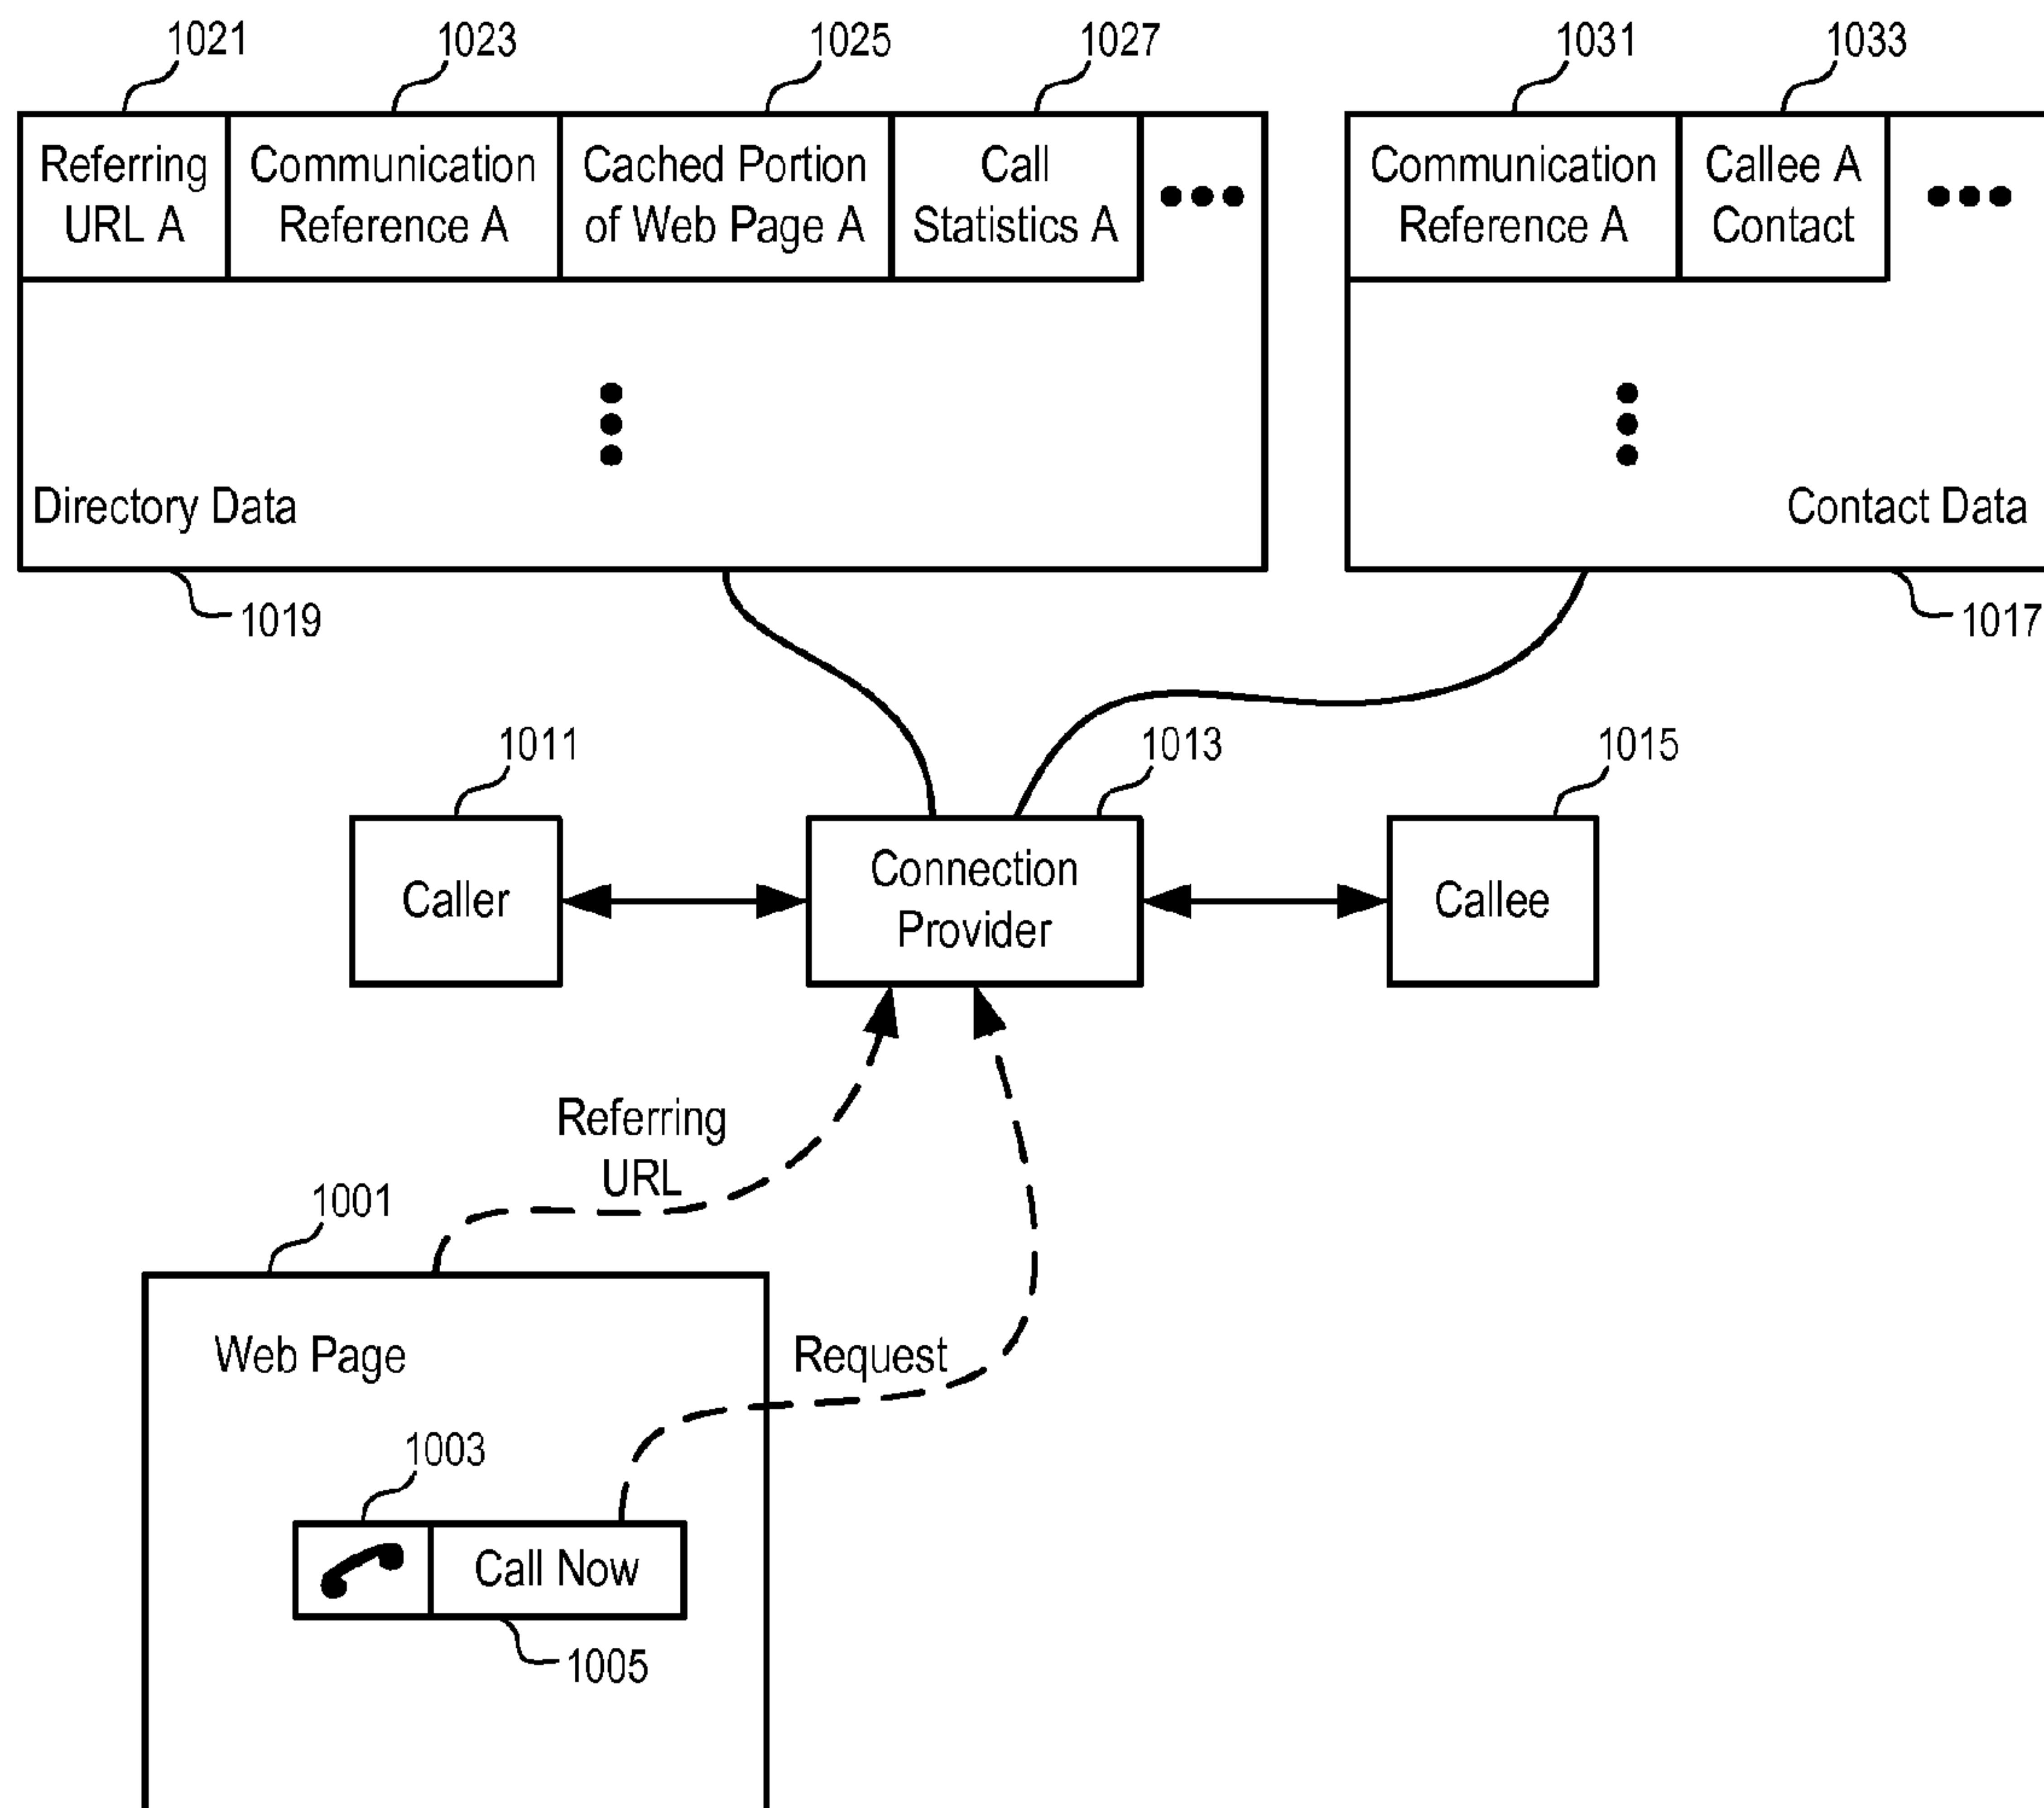 1021
1023
1025
1027
1031
1033
Referring
URL A
Communication
Reference A
Cached Portion
of Web Page A
Call
Statistics A
Communication
Reference A
Callee A
Contact
Directory Data
Contact Data
1019
1017
1011
1013
1015
Caller
Connection
Provider
Callee
Referring
URL
1001
Web Page
Request
1003
Call Now
1005